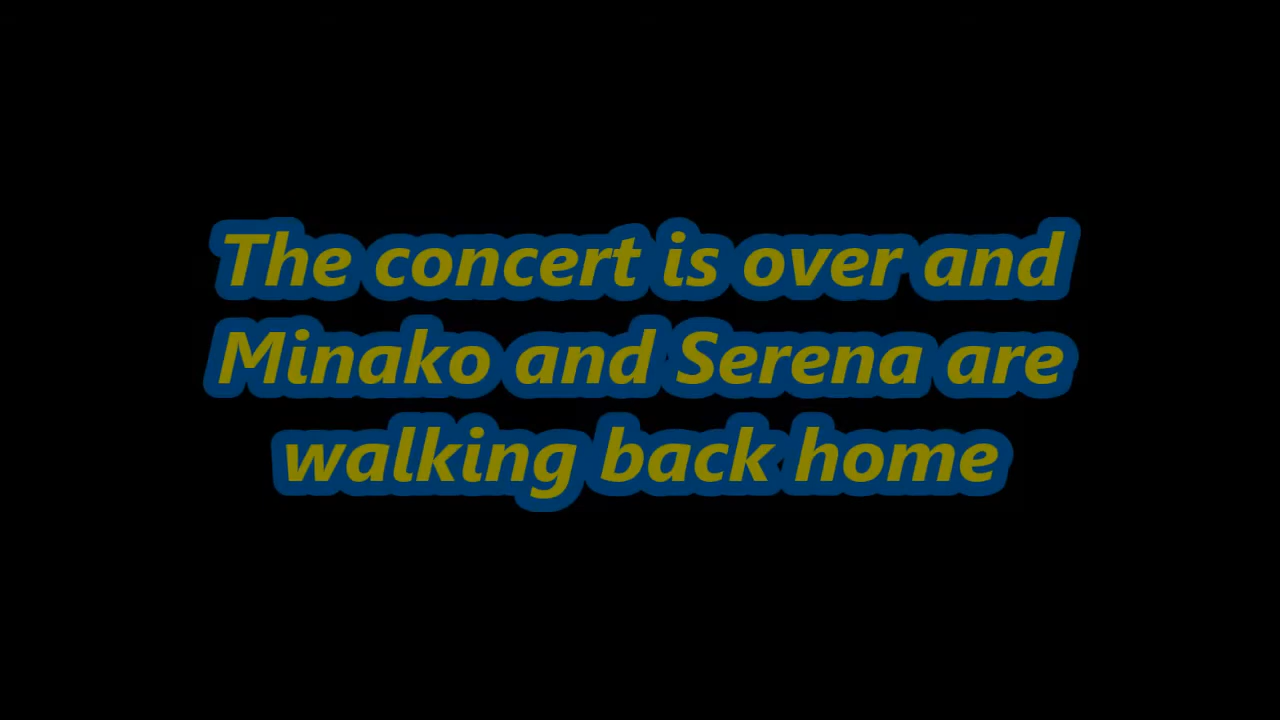 The concert is over and
Minako and Serena are
walking back home